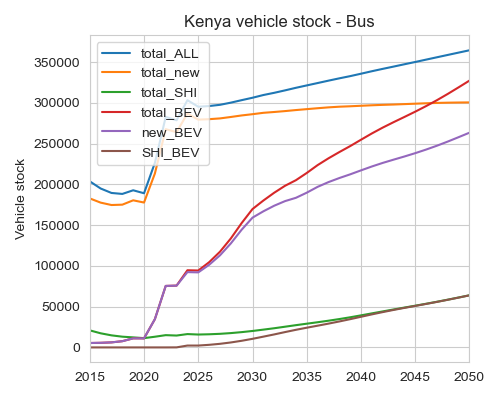 Kenya vehicle stock - Bus
total_ALL
total_new
total_SHI
total_BEV
new_BEV
SHI_BEV
Vehicle stock
350000
300000
250000
200000
150000
100000
50000
0
2015
2020
2025
2030
2035
2040
2045
2050